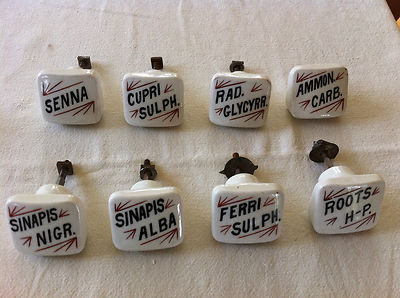 SENNA
CUPRI
SULPH.
RAD.
GLYCYRR.
AMMON.
CARB.
SINAPIS
NIGR.
SINAPIS
ALBA
FERRI
SULPH.
ROOTS
H-P.